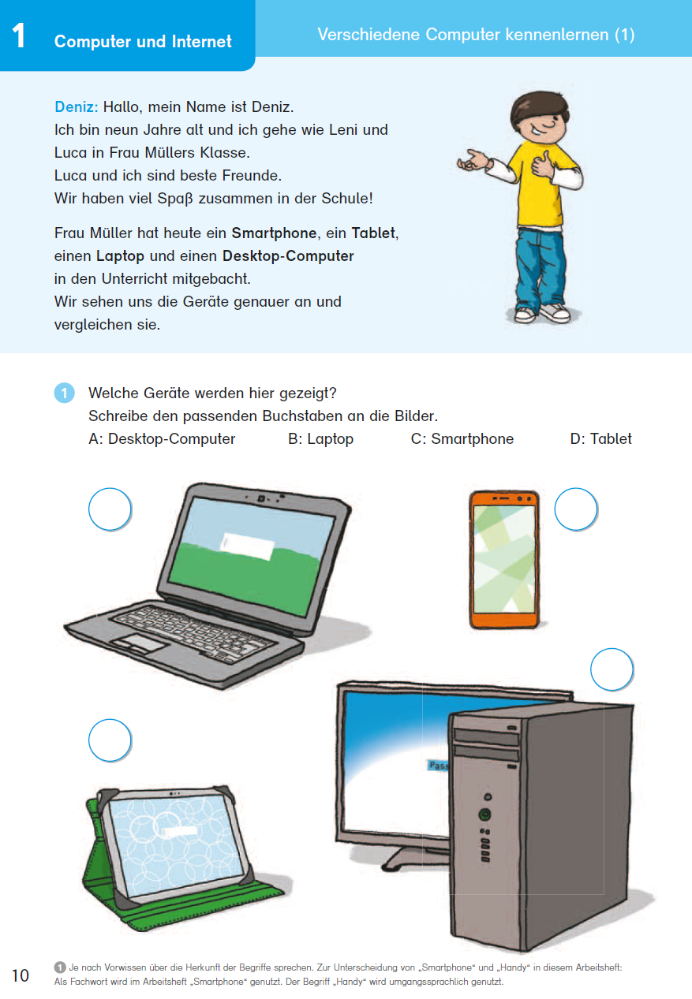 1 Computer und Internet
Verschiedene Computer kennenlernen (1)
Deniz: Hallo, mein Name ist Deniz.
Ich bin neun Jahre alt und ich gehe wie Leni und
Luca in Frau Müllers Klasse.
Luca und ich sind beste Freunde.
Wir haben viel Spaß zusammen in der Schule!
Frau Müller hat heute ein Smartphone, ein Tablet,
einen Laptop und einen Desktop-Computer
in den Unterricht mitgebacht.
Wir sehen uns die Geräte genauer an und
vergleichen sie.
1 Welche Geräte werden hier gezeigt?
Schreibe den passenden Buchstaben an die Bilder.
A: Desktop-Computer B: Laptop C: Smartphone D: Tablet
Pass
1 Je nach Vorwissen über die Herkunft der Begriffe sprechen. Zur Unterscheidung von „Smartphone“ und „Handy“ in diesem Arbeitsheft:
Als Fachwort wird im Arbeitsheft „Smartphone“ genutzt. Der Begriff „Handy“ wird umgangssprachlich genutzt.
10